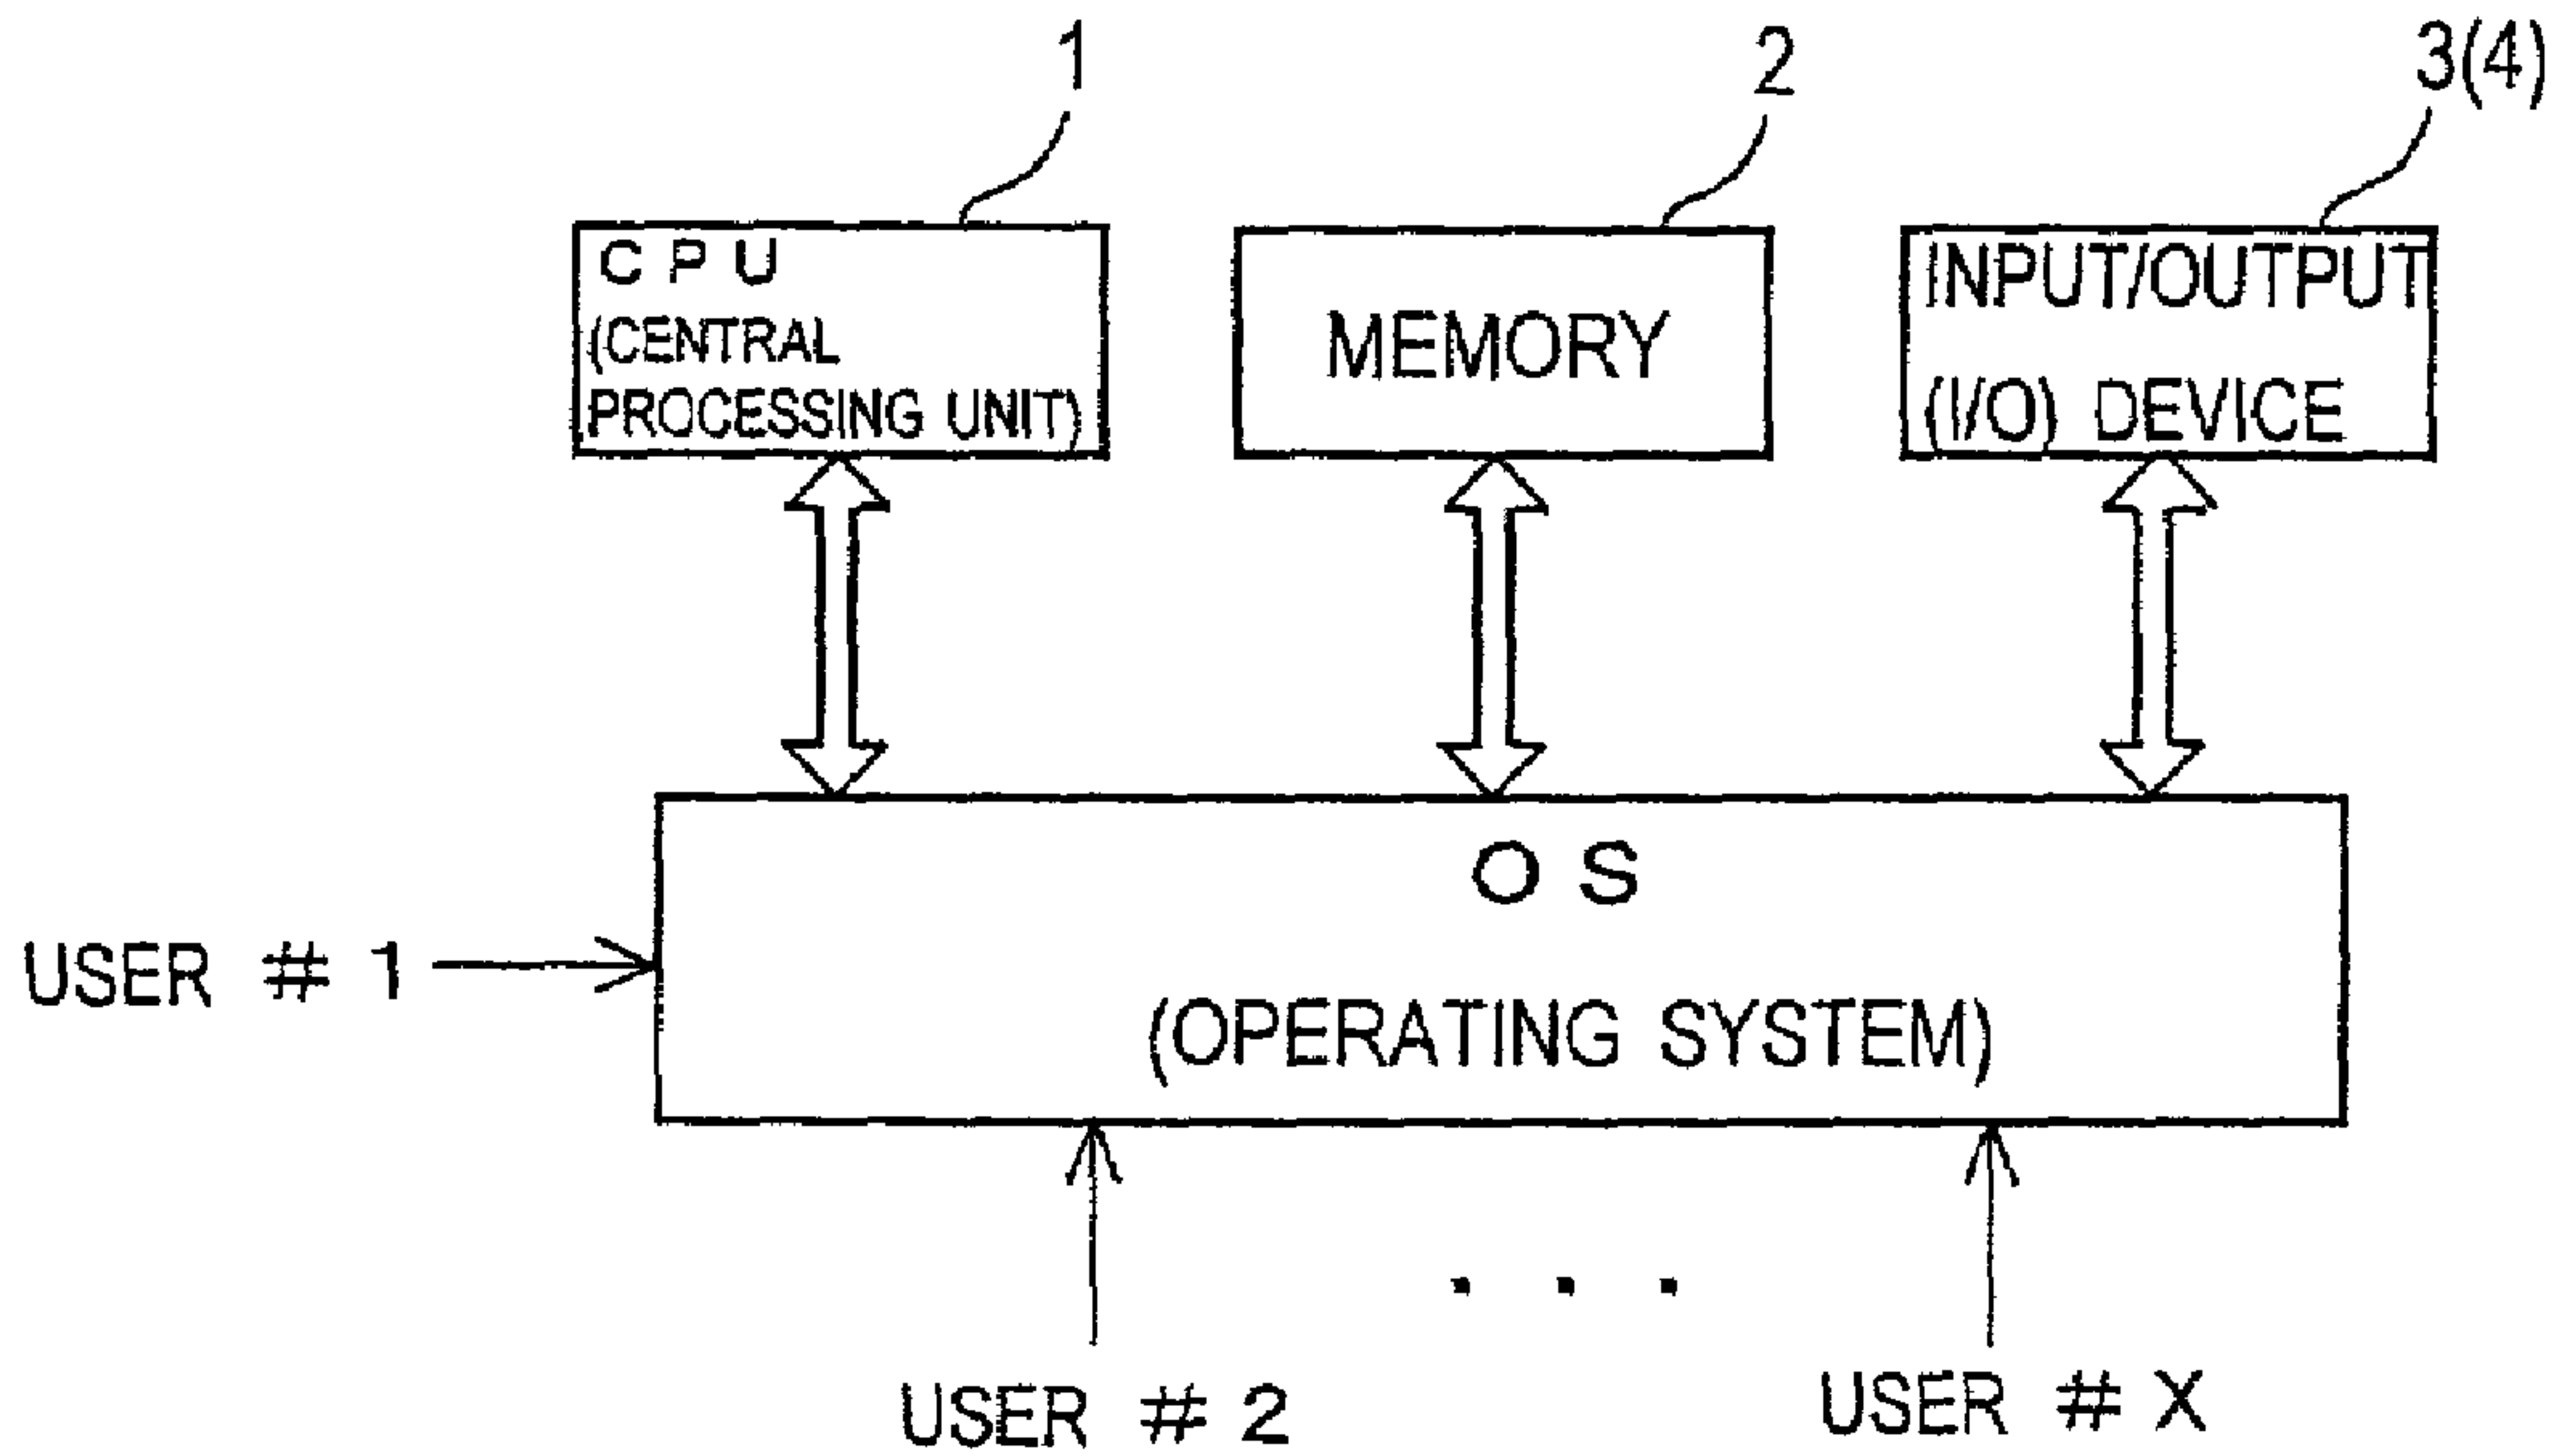 1
2
3(4)
C P U
(CENTRAL
PROCESSING UNIT)
MEMORY
INPUT/OUTPUT
(I/O) DEVICE
O S
(OPERATING SYSTEM)
USER # 1
. . .
USER # 2
USER # X